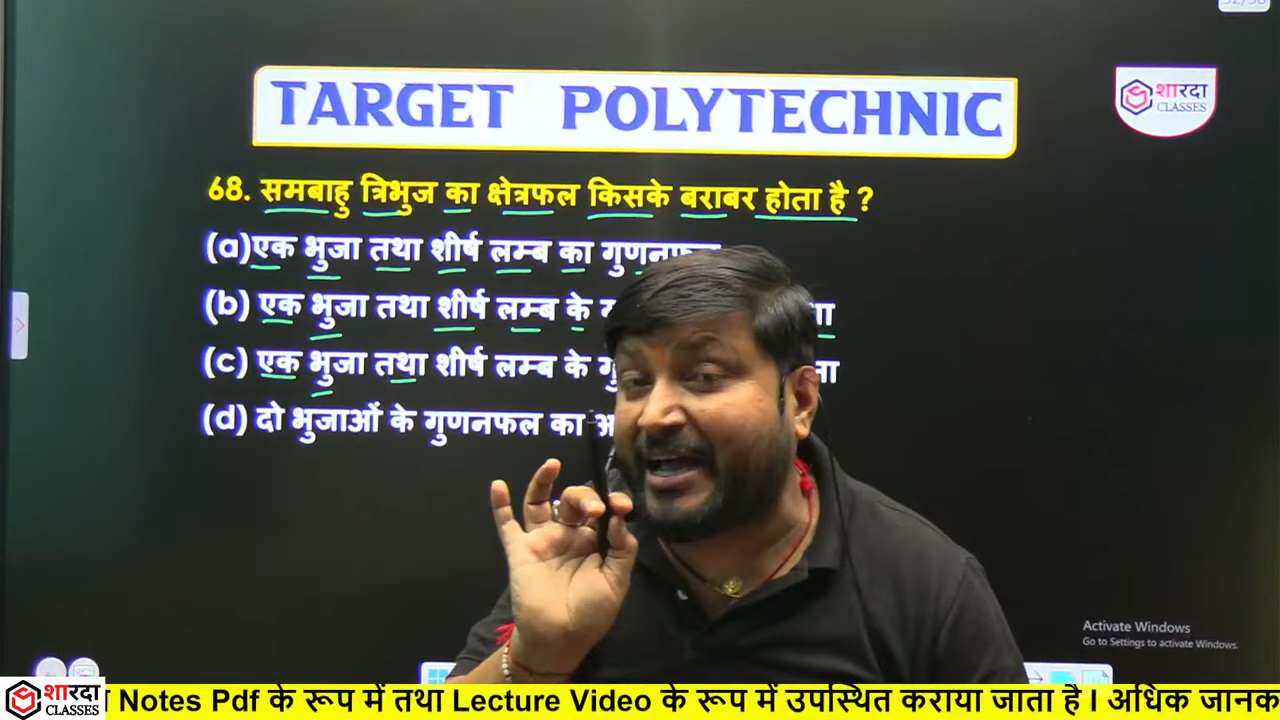 TARGET POLYTECHNIC
शारदा
CLASSES
68. समबाहु त्रिभुज का क्षेत्रफल किसके बराबर होता है ?
(a)एक भुजा तथा शीर्ष लम्ब का गुणनफल
(b) एक भुजा तथा शीर्ष लम्ब के
(c) एक भुजा तथा शीर्ष लम्ब के
(d) दो भुजाओं के गुणनफल का
Activate Windows
Go to Settings to activate Windows.
शारदा
CLASSES
Notes Pdf के रूप में तथा Lecture Video के रूप में उपस्थित कराया जाता है । अधिक